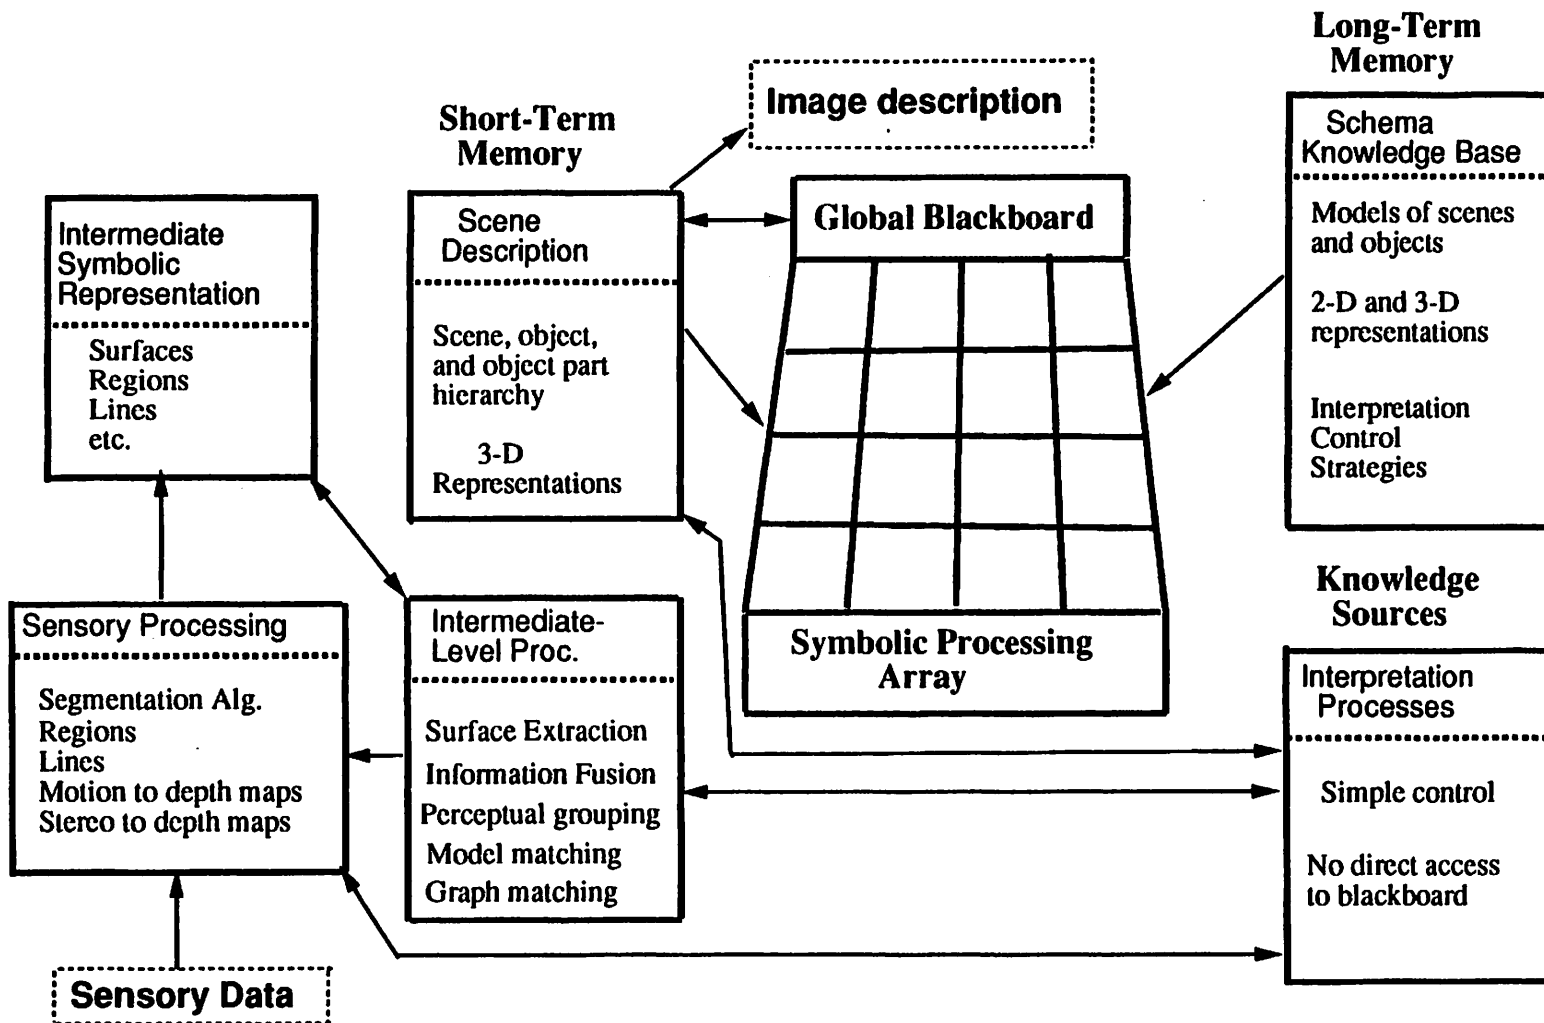 Long-Term
Memory
Image description
Short-Term
Memory
Schema
Knowledge Base
Models of scenes
and objects
2-D and 3-D
representations
Interpretation
Control
Strategies
Global Blackboard
Scene
Description
Scene, object,
and object part
hierarchy
3-D
Representations
Intermediate
Symbolic
Representation
Surfaces
Regions
Lines
etc.
Sensory Processing
Segmentation Alg.
Regions
Lines
Motion to depth maps
Stereo to depth maps
Intermediate-
Level Proc.
Surface Extraction
Information Fusion
Perceptual grouping
Model matching
Graph matching
Symbolic Processing
Array
Knowledge
Sources
Interpretation
Processes
Simple control
No direct access
to blackboard
Sensory Data